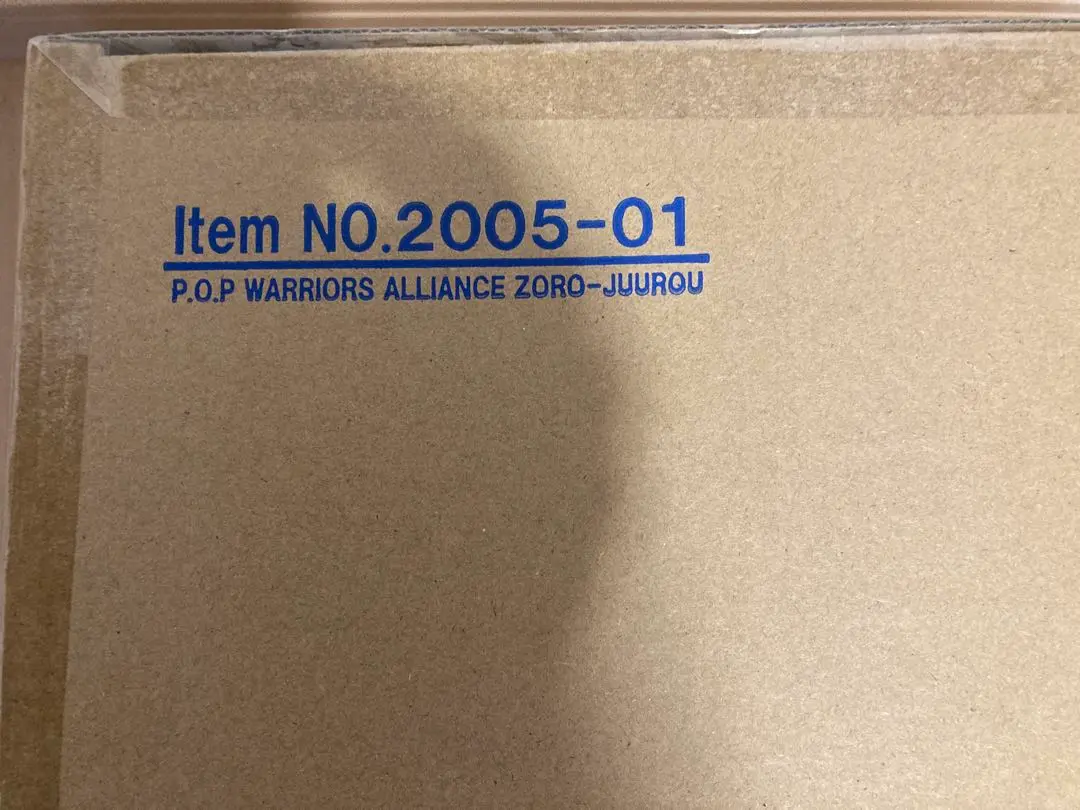 Item NO.2005-01
P.O.P WARRIORS ALLIANCE ZORO-JUUROU